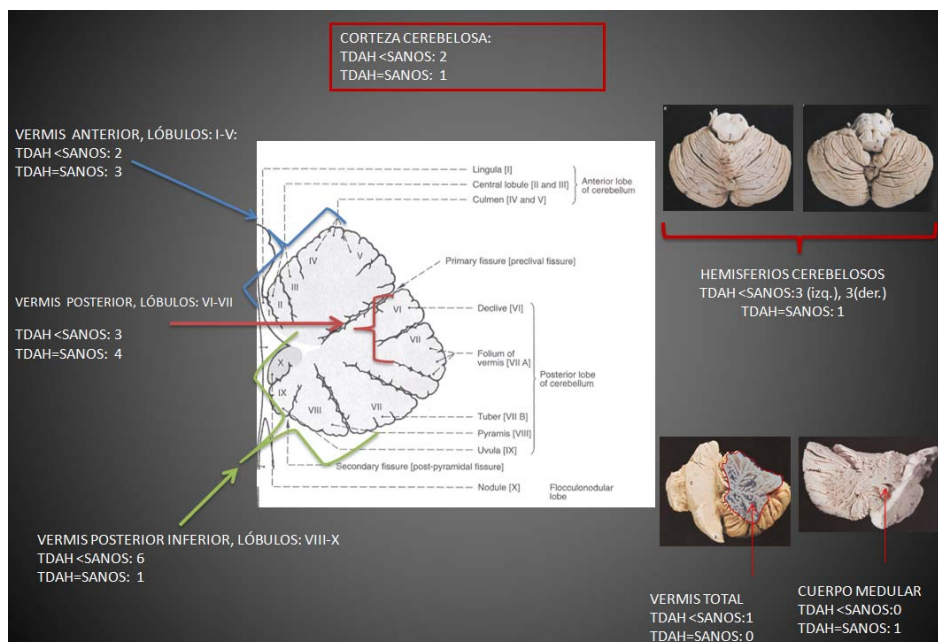 CORTEZA CEREBELOSA:
TDAH <SANOS: 2
TDAH=SANOS: 1
VERMIS ANTERIOR, LÓBULOS: I-V:
TDAH <SANOS: 2
TDAH=SANOS: 3
VERMIS POSTERIOR, LÓBULOS: VI-VII
TDAH <SANOS: 3
TDAH=SANOS: 4
VERMIS POSTERIOR INFERIOR, LÓBULOS: VIII-X
TDAH <SANOS: 6
TDAH=SANOS: 1
Lingula [I]
Central lobule [II and III]
Culmen [IV and V]
Anterior lobe
of cerebellum
Primary fissure [preclival fissure]
Declive [VI]
Folium of
vermis [VII A]
Posterior lobe
of cerebellum
Tuber [VII B]
Pyramis [VIII]
Uvula [IX]
Secondary fissure [post-pyramidal fissure]
Nodule [X]
Flocculonodular
lobe
I
II
III
IV
V
VI
VII
VII
VIII
IX
X
HEMISFERIOS CEREBELOSOS
TDAH <SANOS:3 (izq.), 3(der.)
TDAH=SANOS: 1
VERMIS TOTAL
TDAH <SANOS:1
TDAH=SANOS: 0
CUERPO MEDULAR
TDAH <SANOS:0
TDAH=SANOS: 1